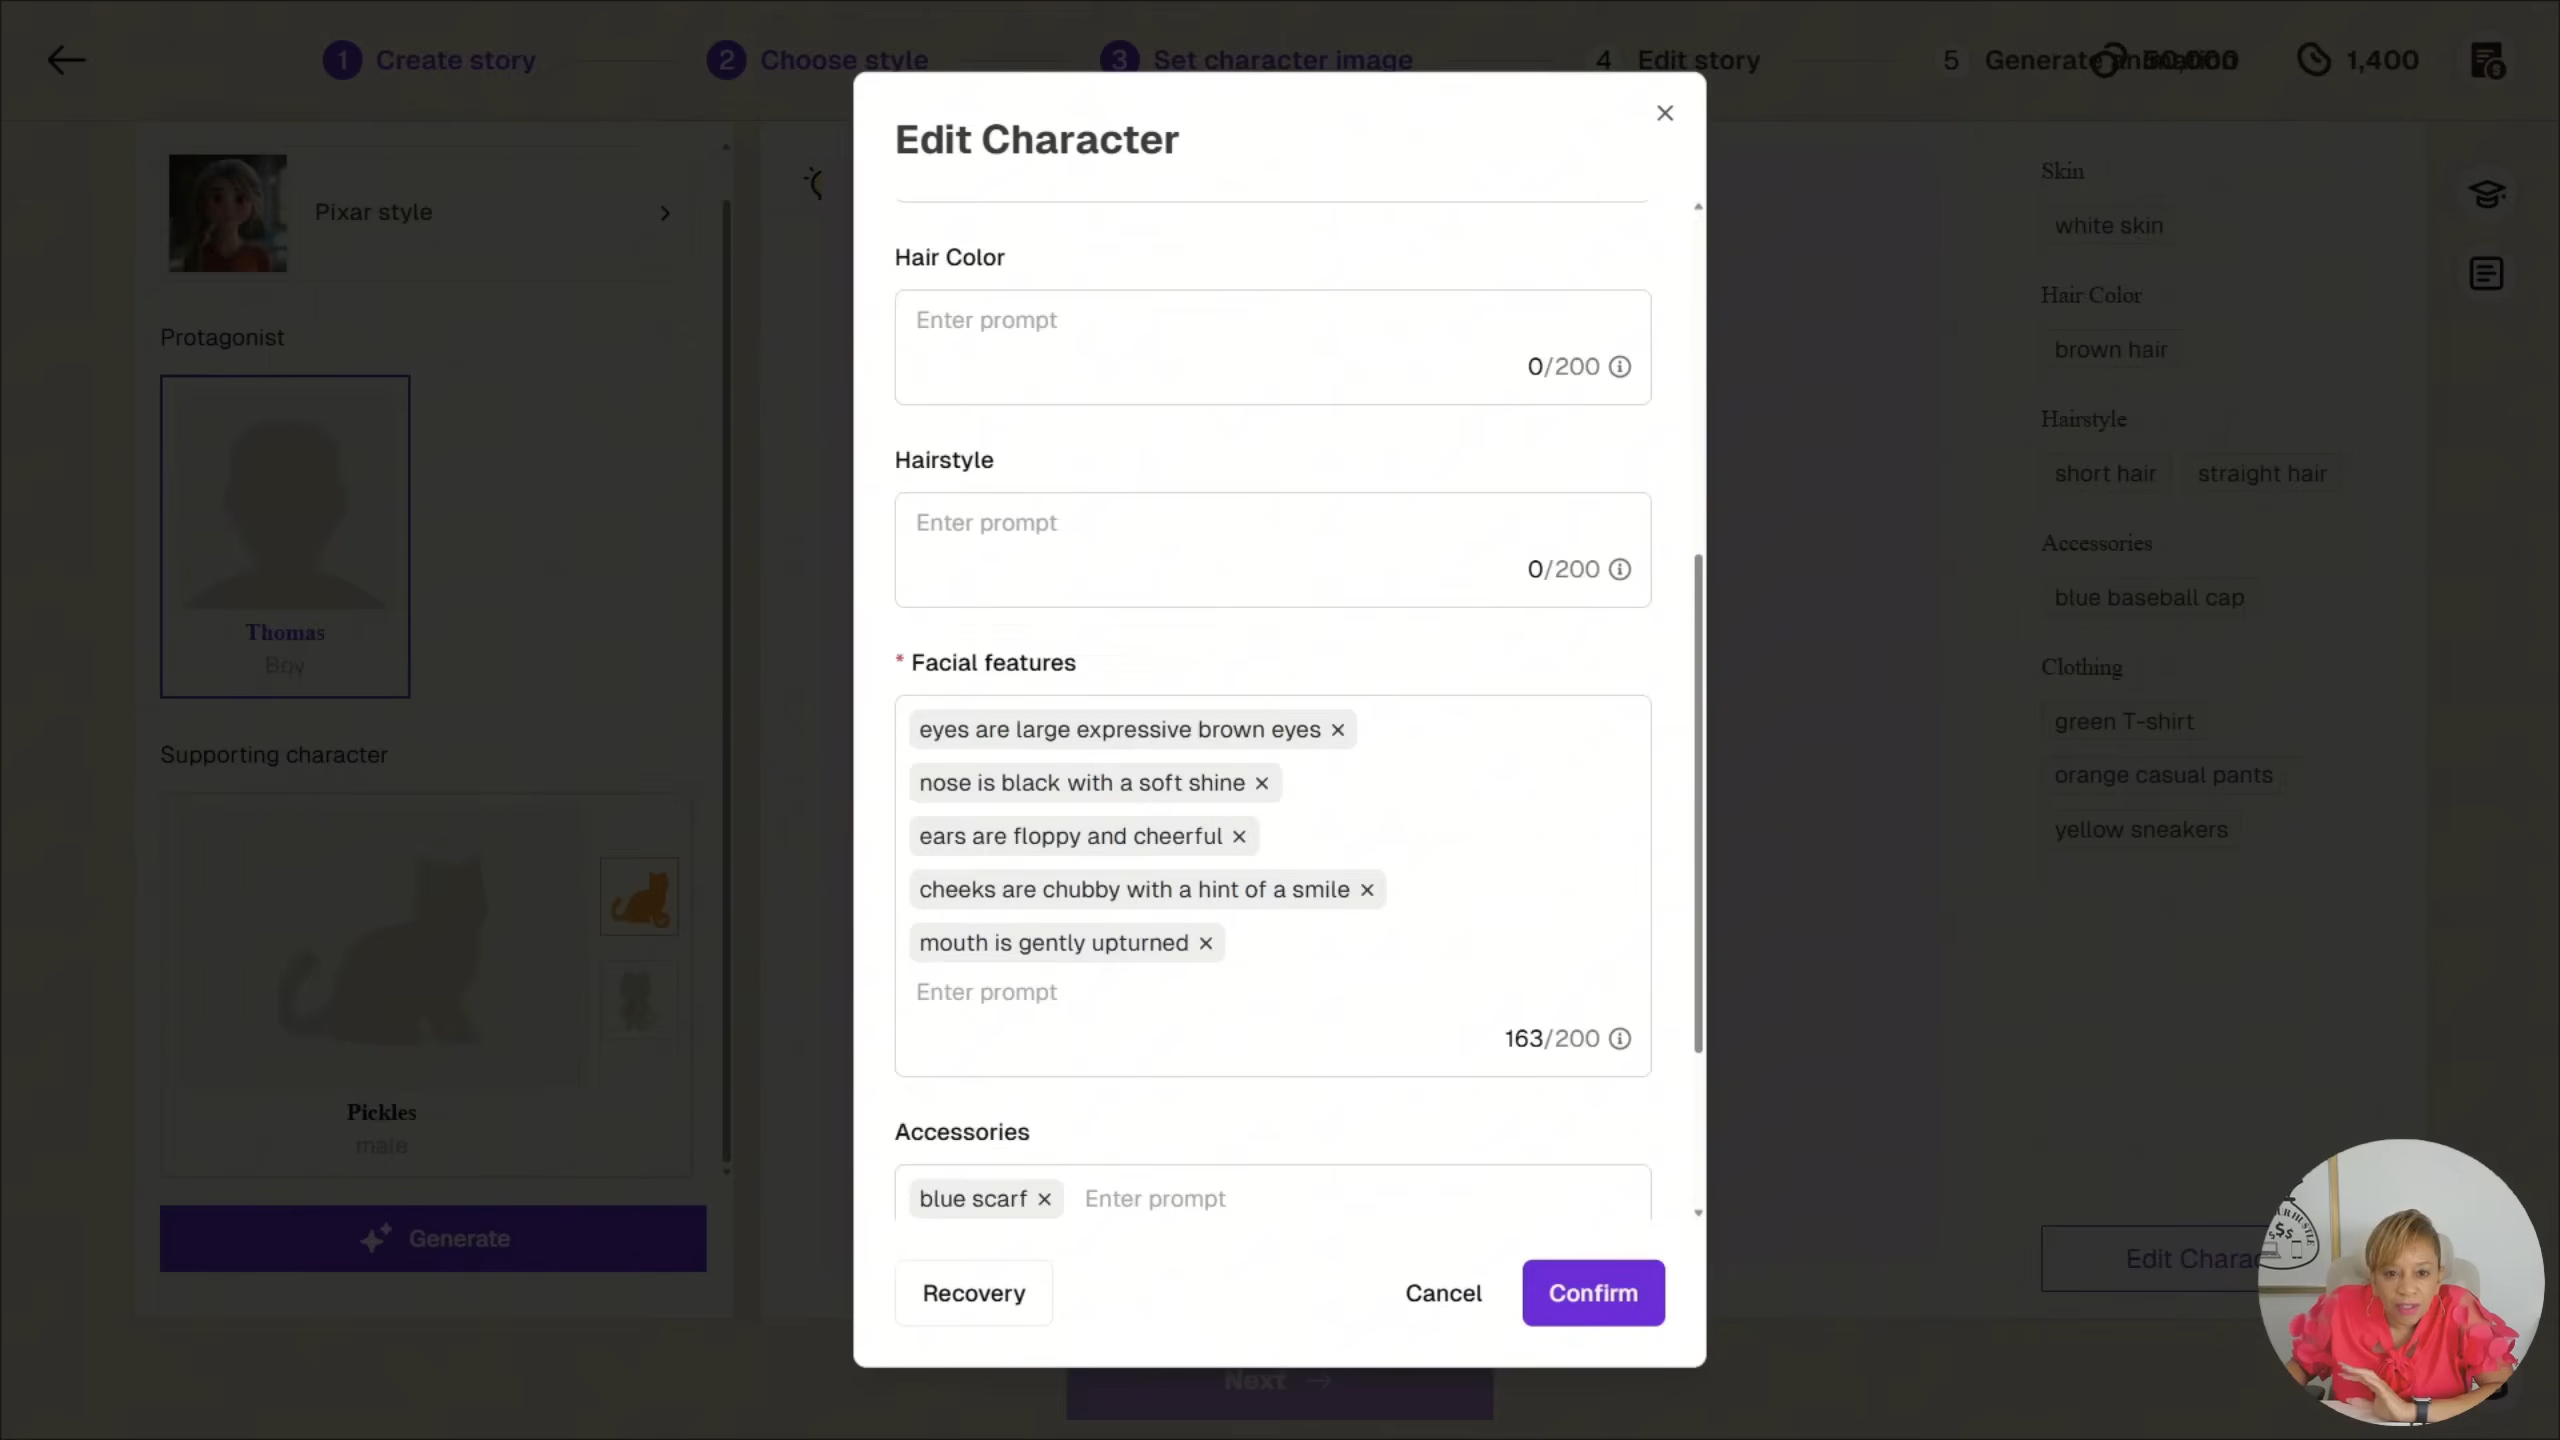 1 Create story
2 Choose style
3 Set character image
4 Edit story
5 Generate animation
50,000
1,400
Pixar style
Protagonist
Thomas
Boy
Supporting character
Pickles
male
Generate
Edit Character
Hair Color
Enter prompt
0/200
Hairstyle
Enter prompt
0/200
* Facial features
eyes are large expressive brown eyes
nose is black with a soft shine
ears are floppy and cheerful
cheeks are chubby with a hint of a smile
mouth is gently upturned
Enter prompt
163/200
Accessories
blue scarf Enter prompt
Recovery
Cancel
Confirm
Next
Skin
white skin
Hair Color
brown hair
Hairstyle
short hair straight hair
Accessories
blue baseball cap
Clothing
green T-shirt
orange casual pants
yellow sneakers
Edit Charac
$$$